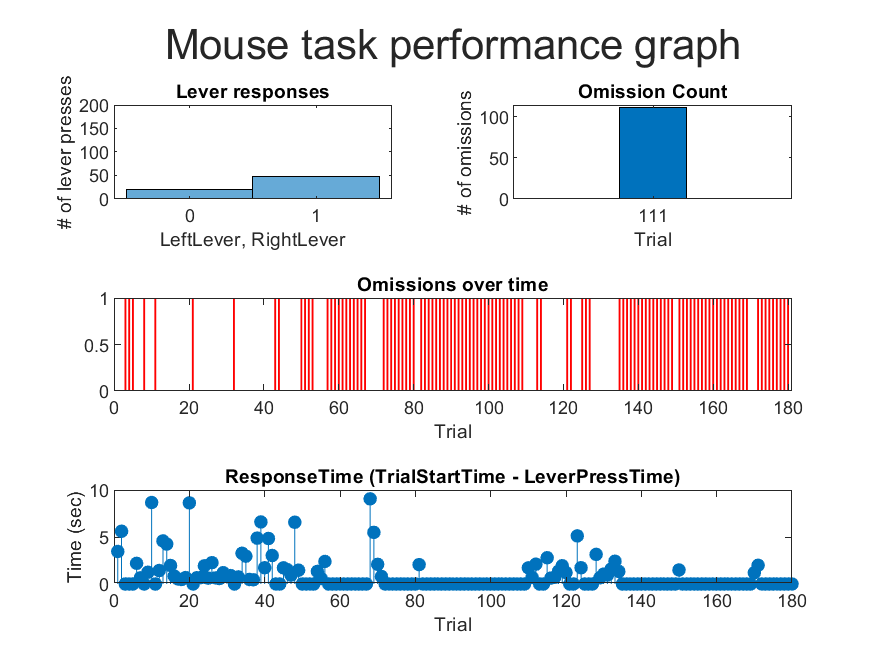 Mouse task performance graph
Lever responses
# of lever presses
200
150
100
50
0
0 1
LeftLever, RightLever
Omission Count
# of omissions
100
50
0
111
Trial
Omissions over time
1
0.5
0
0 20 40 60 80 100 120 140 160 180
Trial
ResponseTime (TrialStartTime - LeverPressTime)
Time (sec)
10
5
0
0 20 40 60 80 100 120 140 160 180
Trial